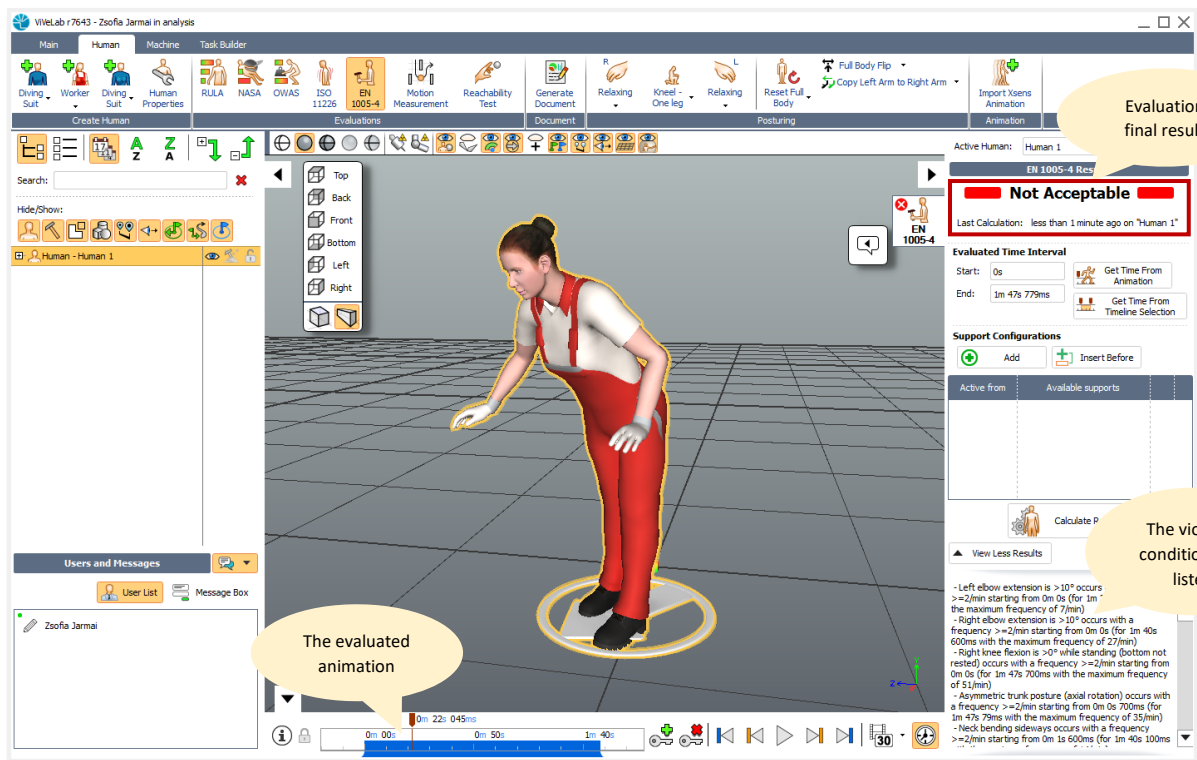 ViVeLab r7643 - Zsofia Jarmai in analysis
Main Human Machine Task Builder
Diving Suit
Worker
Diving Suit
Human Properties
RULA
NASA
OWAS
ISO 11226
EN 1005-4
Motion Measurement
Reachability Test
Generate Document
R
Relaxing
Kneel - One leg
L
Relaxing
Reset Full Body
Full Body Flip
Copy Left Arm to Right Arm
Import Xsens Animation
Create Human
Evaluations
Document
Posturing
Animation
17
A
Z
Z
A
Search:
Hide/Show:
Human - Human 1
Top
Back
Front
Bottom
Left
Right
EN
1005-4
Evaluation
final
Active Human: Human 1
EN 1005-4
Not Acceptable
Last Calculation: less than 1 minute ago on "Human 1"
Evaluated Time Interval
Start: 0s
Get Time From
Animation
End: 1m 47s 779ms
Get Time From
Timeline Selection
Support Configurations
Add
Insert Before
Active from Available supports
Calculate
View Less Results
The
listed
- Left elbow extension is >10° occurs
>=2/min starting from 0m 0s (for 1m
the maximum frequency of 7/min)
- Right elbow extension is >10° occurs with a
frequency >=2/min starting from 0m 0s (for 1m 40s
600ms with the maximum frequency of 27/min)
- Right knee flexion is >0° while standing (bottom not
rested) occurs with a frequency >=2/min starting from
0m 0s (for 1m 47s 700ms with the maximum frequency
of 51/min)
- Asymmetric trunk posture (axial rotation) occurs with
a frequency >=2/min starting from 0m 0s 700ms (for
1m 47s 79ms with the maximum frequency of 35/min)
- Neck bending sideways occurs with a frequency
>=2/min starting from 0m 1s 600ms (for 1m 40s 100ms
Users and Messages
User List
Message Box
Zsofia Jarmai
The evaluated
animation
Y
Z
0m 22s 045ms
0m 00s
0m 50s
1m 40s
30